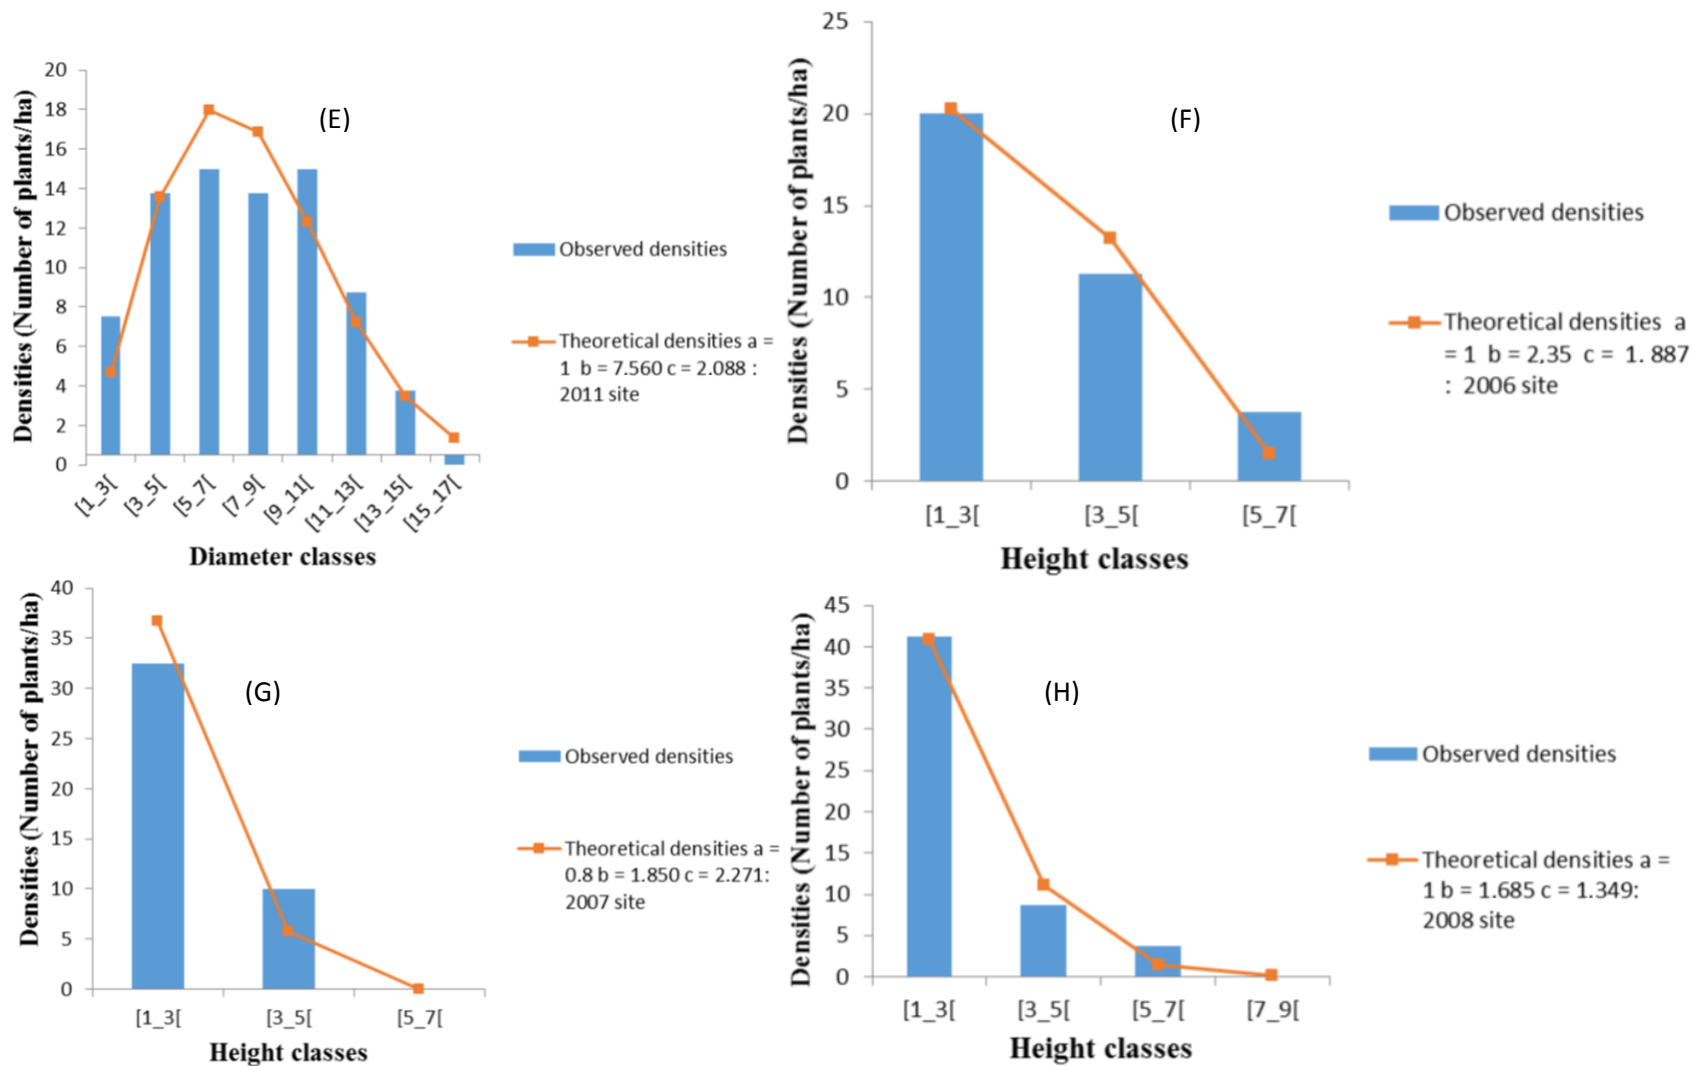 Densities (Number of plants/ha)
20
18
16
14
12
10
8
6
4
2
0
(E)
[1_3[
[3_5[
[5_7[
[7_9[
[9_11[
[11_13[
[13_15[
[15_17[
Diameter classes
Observed densities
Theoretical densities a =
1 b = 7.560 c = 2.088 :
2011 site
Densities (Number of plants/ha)
25
20
15
10
5
0
(F)
[1_3[
[3_5[
[5_7[
Height classes
Observed densities
Theoretical densities a
= 1 b = 2,35 c = 1. 887
: 2006 site
Densities (Number of plants/ha)
40
35
30
25
20
15
10
5
0
(G)
[1_3[
[3_5[
[5_7[
Height classes
Observed densities
Theoretical densities a =
0.8 b = 1.850 c = 2.271:
2007 site
Densities (Number of plants/ha)
45
40
35
30
25
20
15
10
5
0
(H)
[1_3[
[3_5[
[5_7[
[7_9[
Height classes
Observed densities
Theoretical densities a =
1 b = 1.685 c = 1.349:
2008 site